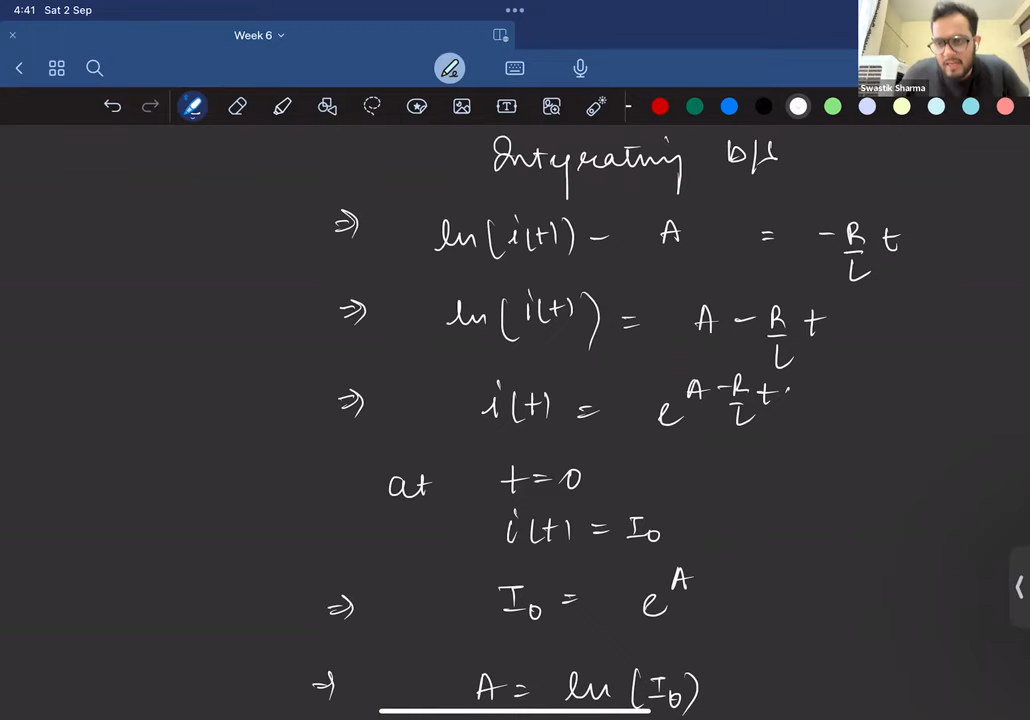 4:41 Sat 2 Sep
Week 6
Swastik Sharma
Integrating b/s
⇒ ln(i(t)) - A = -R/L t
⇒ ln(i(t)) = A - R/L t
⇒ i(t) = e^(A - R/L t)
at t = 0
i(t) = I₀
⇒ I₀ = e^A
⇒ A = ln(I₀)